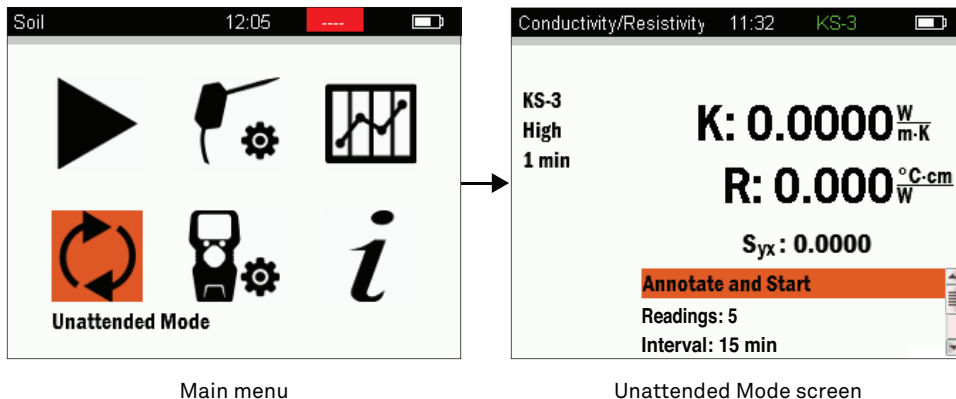 Soil 12:05 ----
Unattended Mode
Main menu
Conductivity/Resistivity 11:32 KS-3
KS-3
High
1 min
K: 0.0000 W/m·K
R: 0.000 °C·cm/W
Syx: 0.0000
Annotate and Start
Readings: 5
Interval: 15 min
Unattended Mode screen